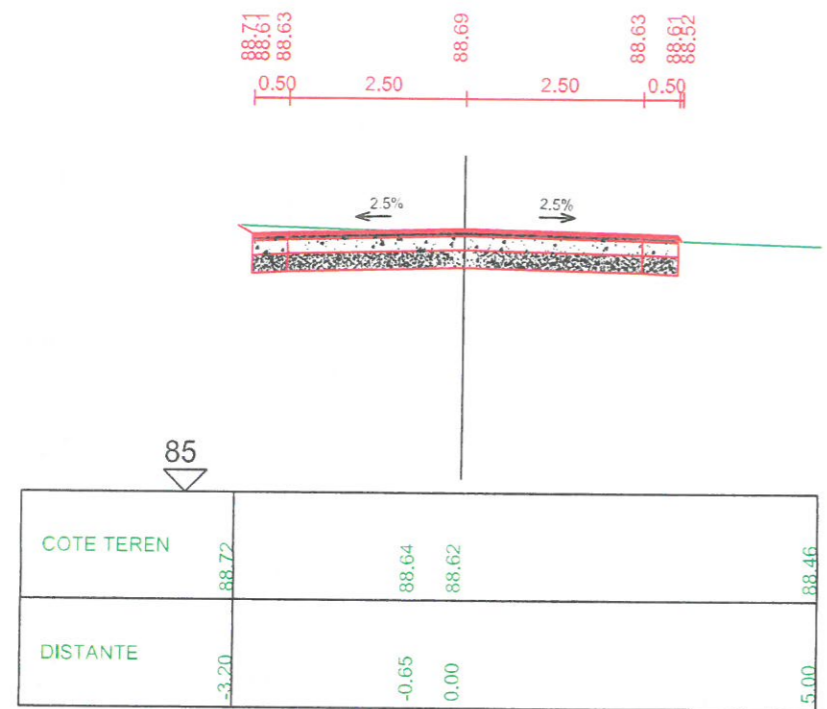 88.71 88.61 88.63 88.69 88.63 88.61 88.52
0.50 2.50 2.50 0.50
2.5% 2.5%
85
COTE TEREN 88.72 88.64 88.62 88.46
DISTANTE -3.20 -0.65 0.00 5.00